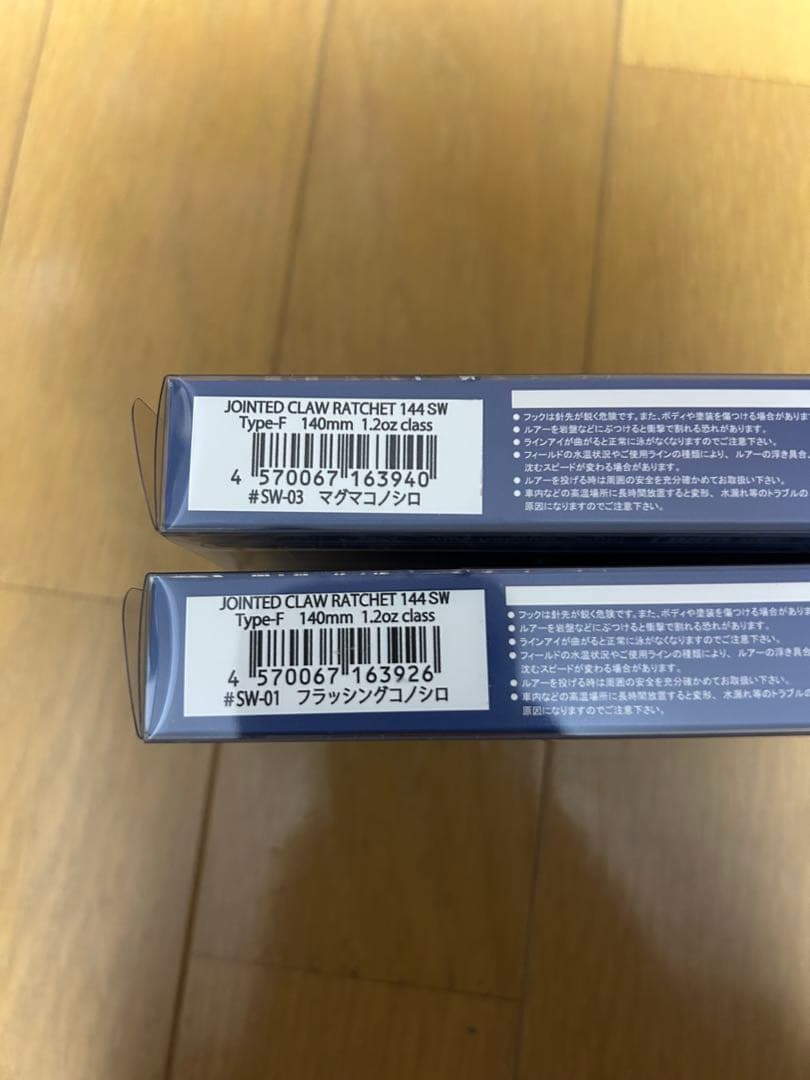 JOINTED CLAW RATCHET 144 SW
Type-F 140mm 1.2oz class
4 570067 163940
#SW-03 マグマコノシロ
●フックは針先が鋭く危険です。また、ボディや塗装を傷つける場合がありま
●ルアーを岩盤などにぶつけると衝撃で割れる恐れがあります。
●ラインアイが曲がると正常に泳がなくなりますのでご注意下さい。
●フィールドの水温状況やご使用ラインの種類により、ルアーの浮き具合、
沈むスピードが変わる場合があります。
●ルアーを投げる時は周囲の安全を充分確かめてお取扱い下さい。
●車内などの高温場所に長時間放置すると変形、水漏れ等のトラブルの
原因になりますのでご注意下さい。
JOINTED CLAW RATCHET 144 SW
Type-F 140mm 1.2oz class
4 570067 163926
#SW-01 フラッシングコノシロ
●フックは針先が鋭く危険です。また、ボディや塗装を傷つける場合がありま
●ルアーを岩盤などにぶつけると衝撃で割れる恐れがあります。
●ラインアイが曲がると正常に泳がなくなりますのでご注意下さい。
●フィールドの水温状況やご使用ラインの種類により、ルアーの浮き具合
沈むスピードが変わる場合があります。
●ルアーを投げる時は周囲の安全を充分確かめてお取扱い下さい。
●車内などの高温場所に長時間放置すると変形、水漏れ等のトラブルの
原因になりますのでご注意下さい。